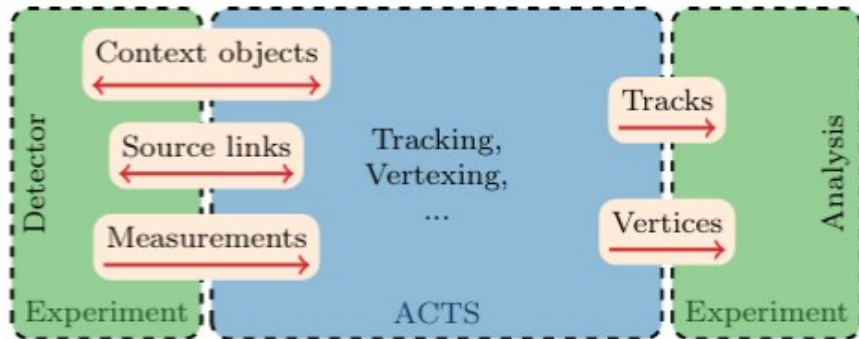 Context objects
Source links
Measurements
Detector
Experiment
Tracking,
Vertexing,
...
ACTS
Tracks
Vertices
Analysis
Experiment